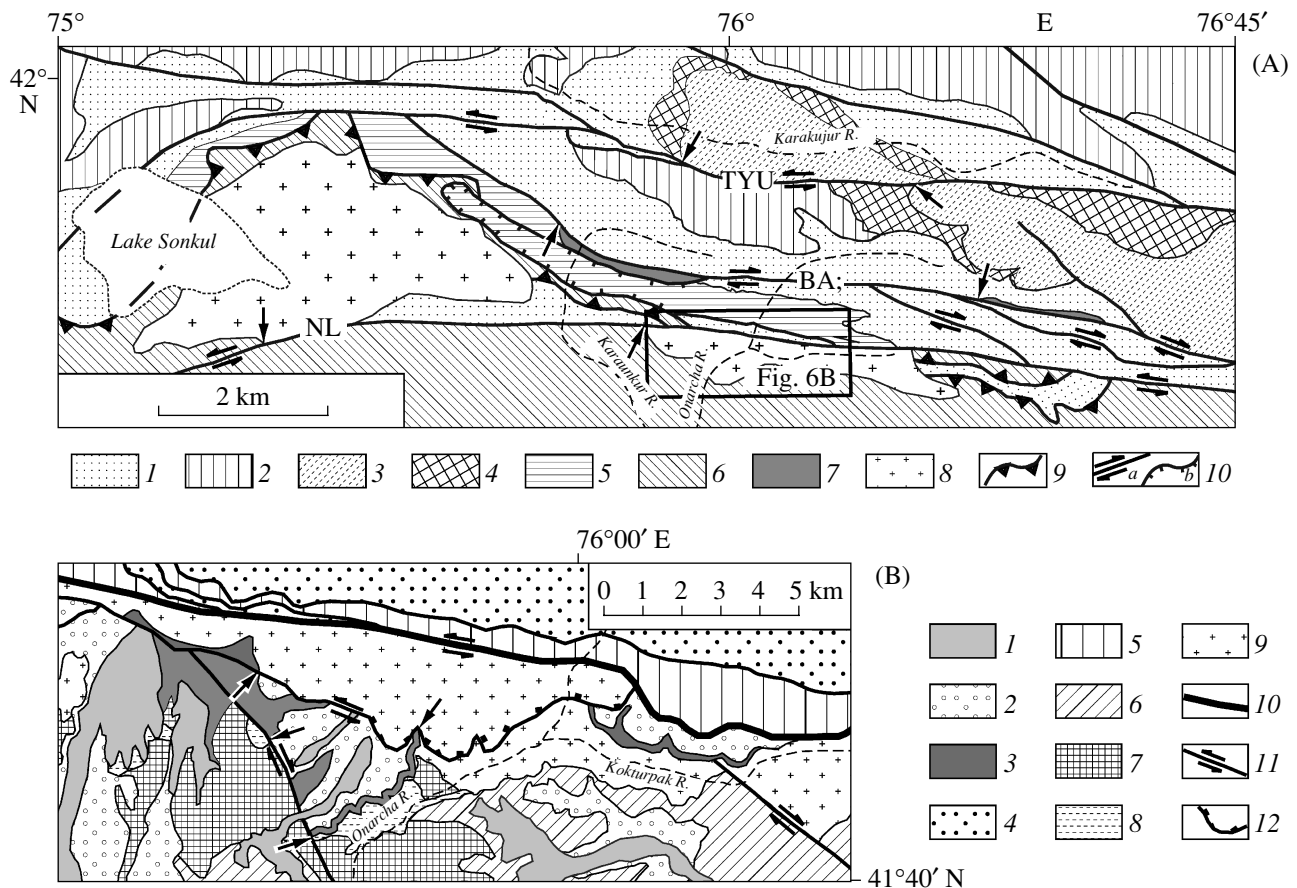 75°
76°
E
76°45′
42°
N
(A)
Karakujur R.
TYU
Lake Sonkul
BA;
NL
Karaunkur R.
Onarcha R.
Fig. 6B
2 km
1
2
3
4
5
6
7
8
9
a
b
10
76°00′ E
(B)
0 1 2 3 4 5 km
Kokturpak R.
Onarcha R.
41°40′ N
1
5
9
2
6
10
3
7
11
4
8
12